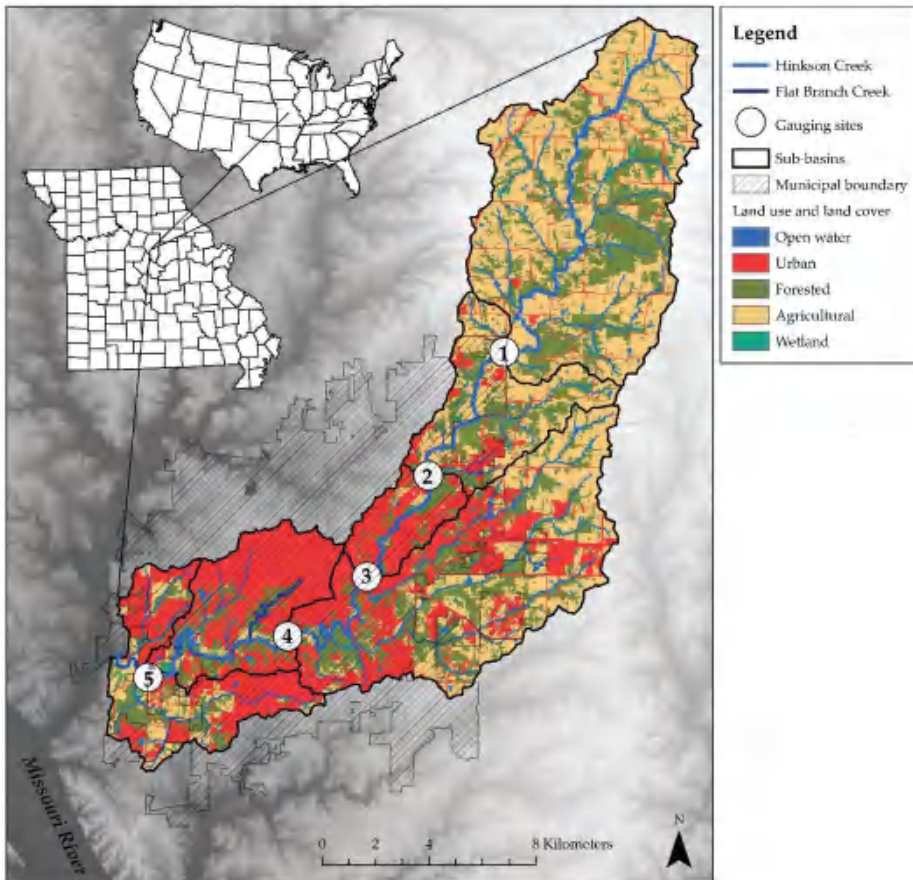 Legend
Hinkson Creek
Flat Branch Creek
Gauging sites
Sub-basins
Municipal boundary
Land use and land cover
Open water
Urban
Forested
Agricultural
Wetland
1
2
3
4
5
Missouri River
N
0 2 4 8 Kilometers